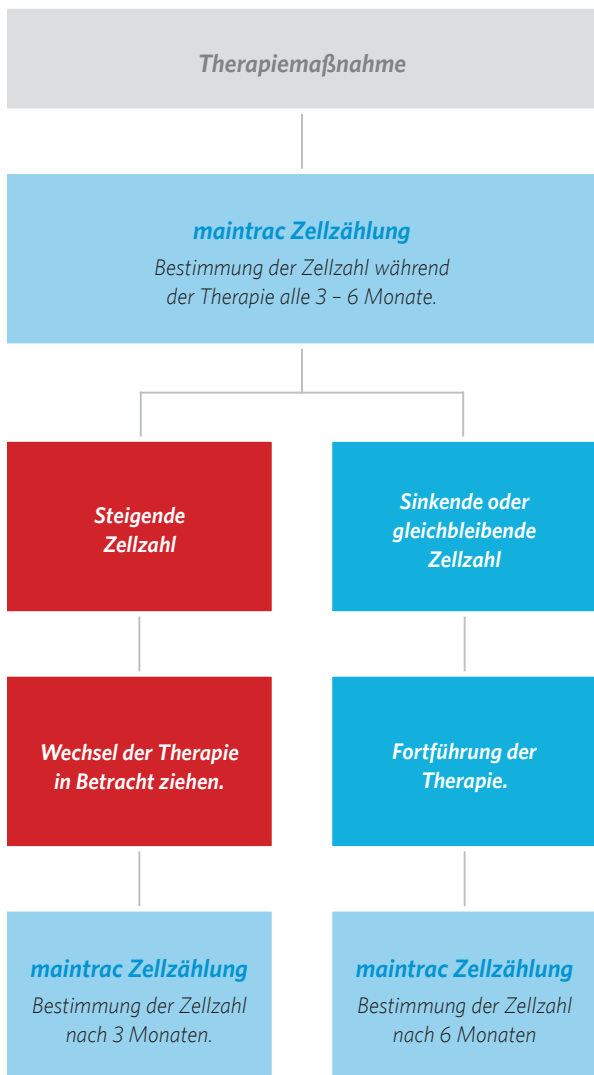 Therapiemaßnahme
maintrac Zellzählung
Bestimmung der Zellzahl während
der Therapie alle 3 – 6 Monate.
Steigende
Zellzahl
Sinkende oder
gleichbleibende
Zellzahl
Wechsel der Therapie
in Betracht ziehen.
Fortführung der
Therapie.
maintrac Zellzählung
Bestimmung der Zellzahl
nach 3 Monaten.
maintrac Zellzählung
Bestimmung der Zellzahl
nach 6 Monaten